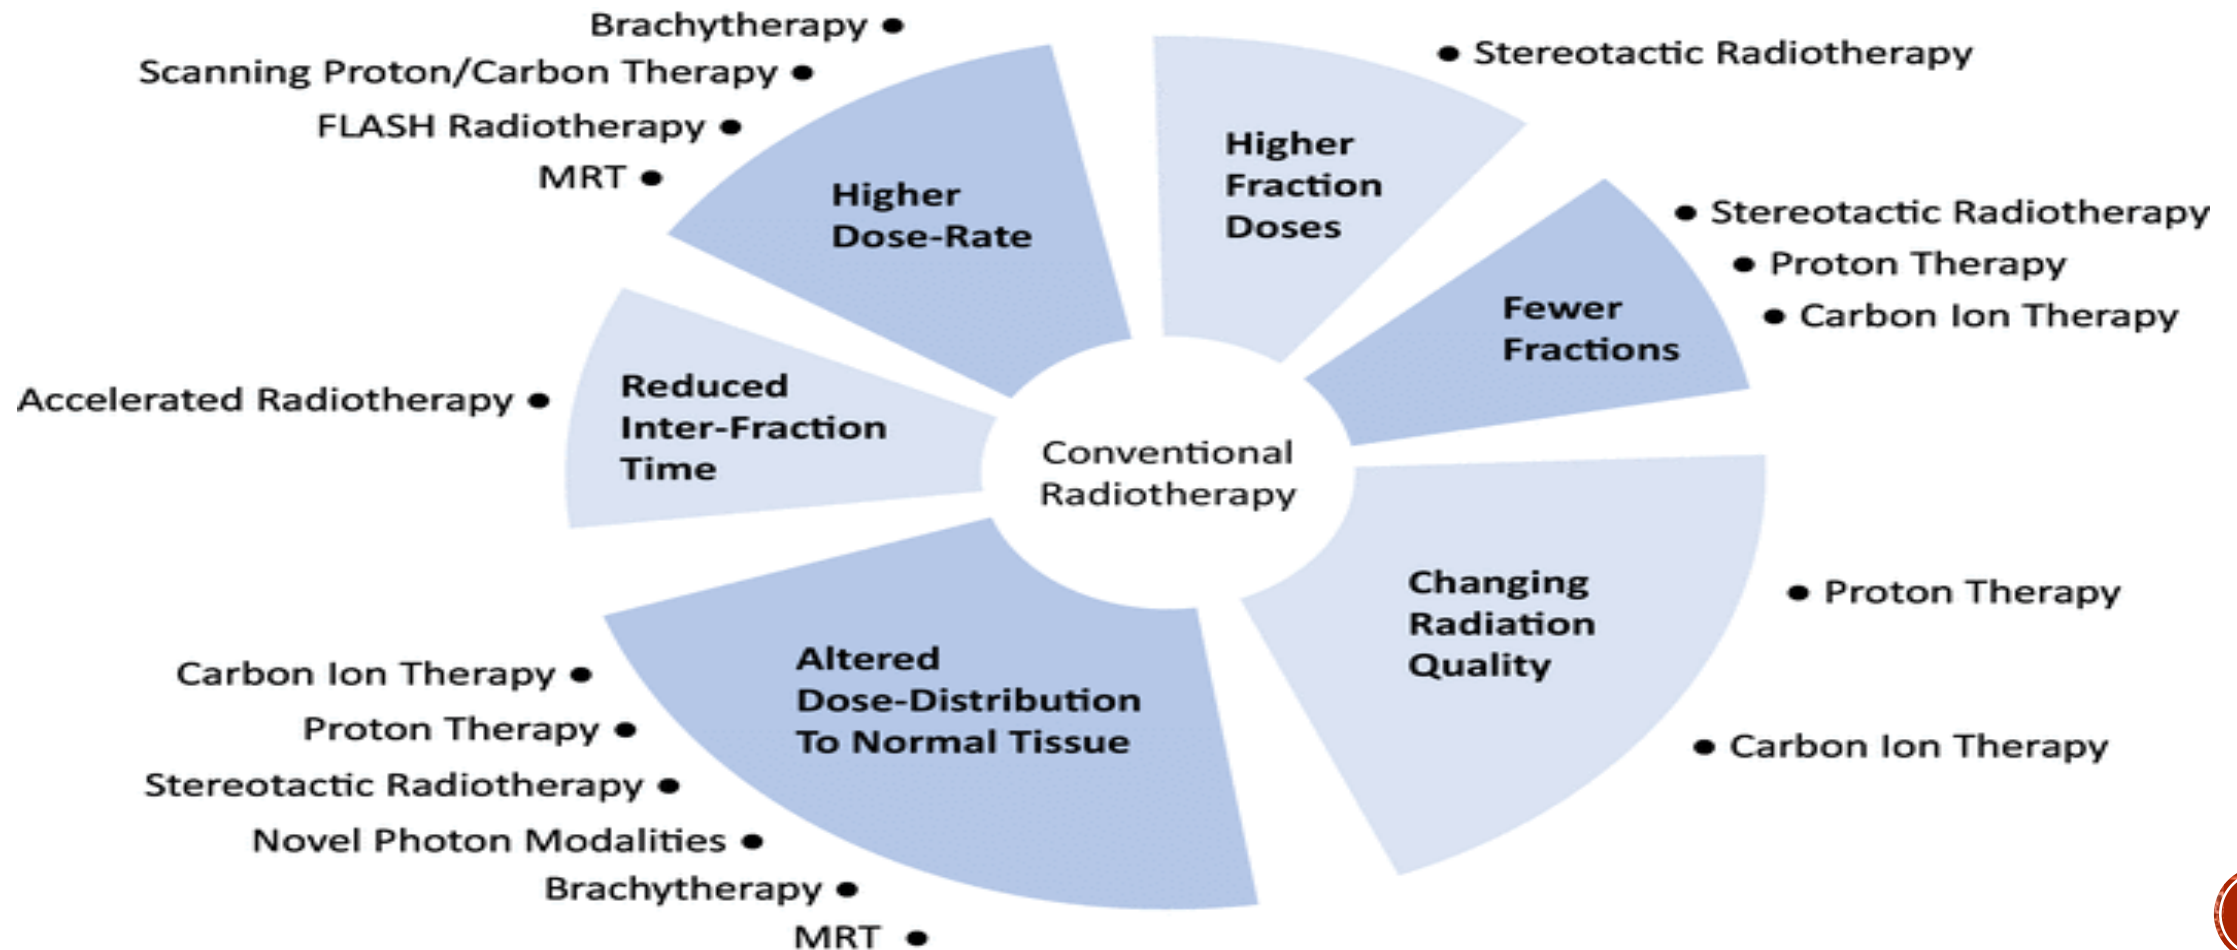 Brachytherapy •
Scanning Proton/Carbon Therapy •
FLASH Radiotherapy •
MRT •
Higher
Dose-Rate
Higher
Fraction
Doses
• Stereotactic Radiotherapy
Fewer
Fractions
• Stereotactic Radiotherapy
• Proton Therapy
• Carbon Ion Therapy
Accelerated Radiotherapy •
Reduced
Inter-Fraction
Time
Conventional
Radiotherapy
Changing
Radiation
Quality
• Proton Therapy
• Carbon Ion Therapy
Altered
Dose-Distribution
To Normal Tissue
Carbon Ion Therapy •
Proton Therapy •
Stereotactic Radiotherapy •
Novel Photon Modalities •
Brachytherapy •
MRT •